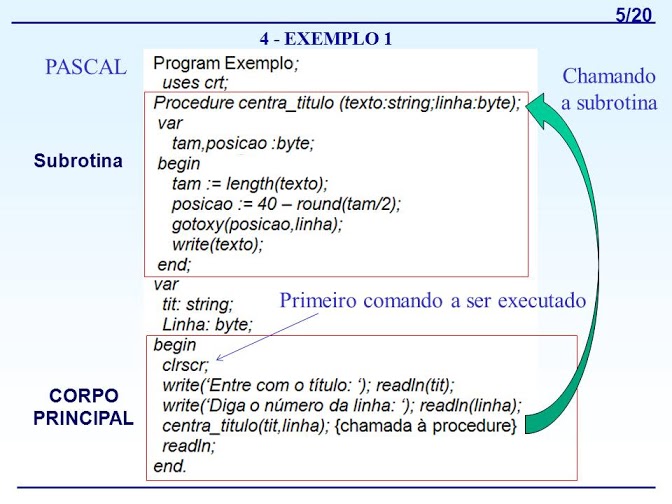 5/20
4 - EXEMPLO 1
PASCAL
Program Exemplo;
uses crt;
Chamando
a subrotina
Procedure centra_titulo (texto:string;linha:byte);
var
tam,posicao :byte;
Subrotina
begin
tam := length(texto);
posicao := 40 – round(tam/2);
gotoxy(posicao,linha);
write(texto);
end;
var
tit: string;
Primeiro comando a ser executado
Linha: byte;
begin
clrscr;
write(‘Entre com o título: ‘); readln(tit);
CORPO
PRINCIPAL
write(‘Diga o número da linha: ‘); readln(linha);
centra_titulo(tit,linha); {chamada à procedure}
readln;
end.